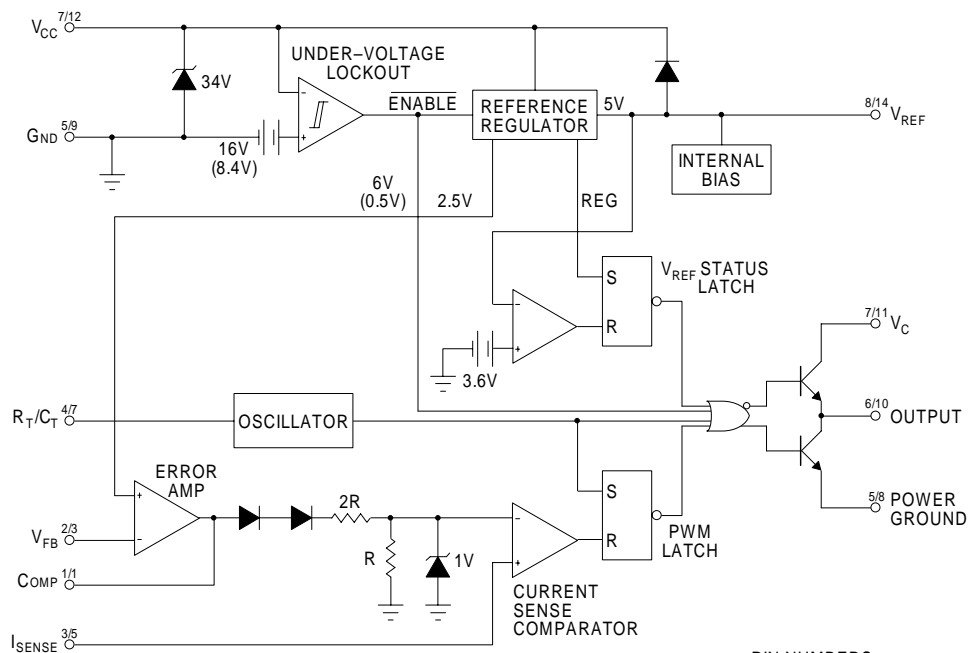 VCC 7/12
34V
UNDER–VOLTAGE
LOCKOUT
ENABLE
REFERENCE
REGULATOR
5V
8/14 VREF
GND 5/9
16V
(8.4V)
INTERNAL
BIAS
6V
(0.5V)
2.5V
REG
S
R
VREF STATUS
LATCH
3.6V
7/11 VC
RT/CT 4/7
OSCILLATOR
6/10 OUTPUT
ERROR
AMP
2R
S
R
5/8 POWER
GROUND
VFB 2/3
R
1V
PWM
LATCH
COMP 1/1
CURRENT
SENSE
COMPARATOR
ISENSE 3/5